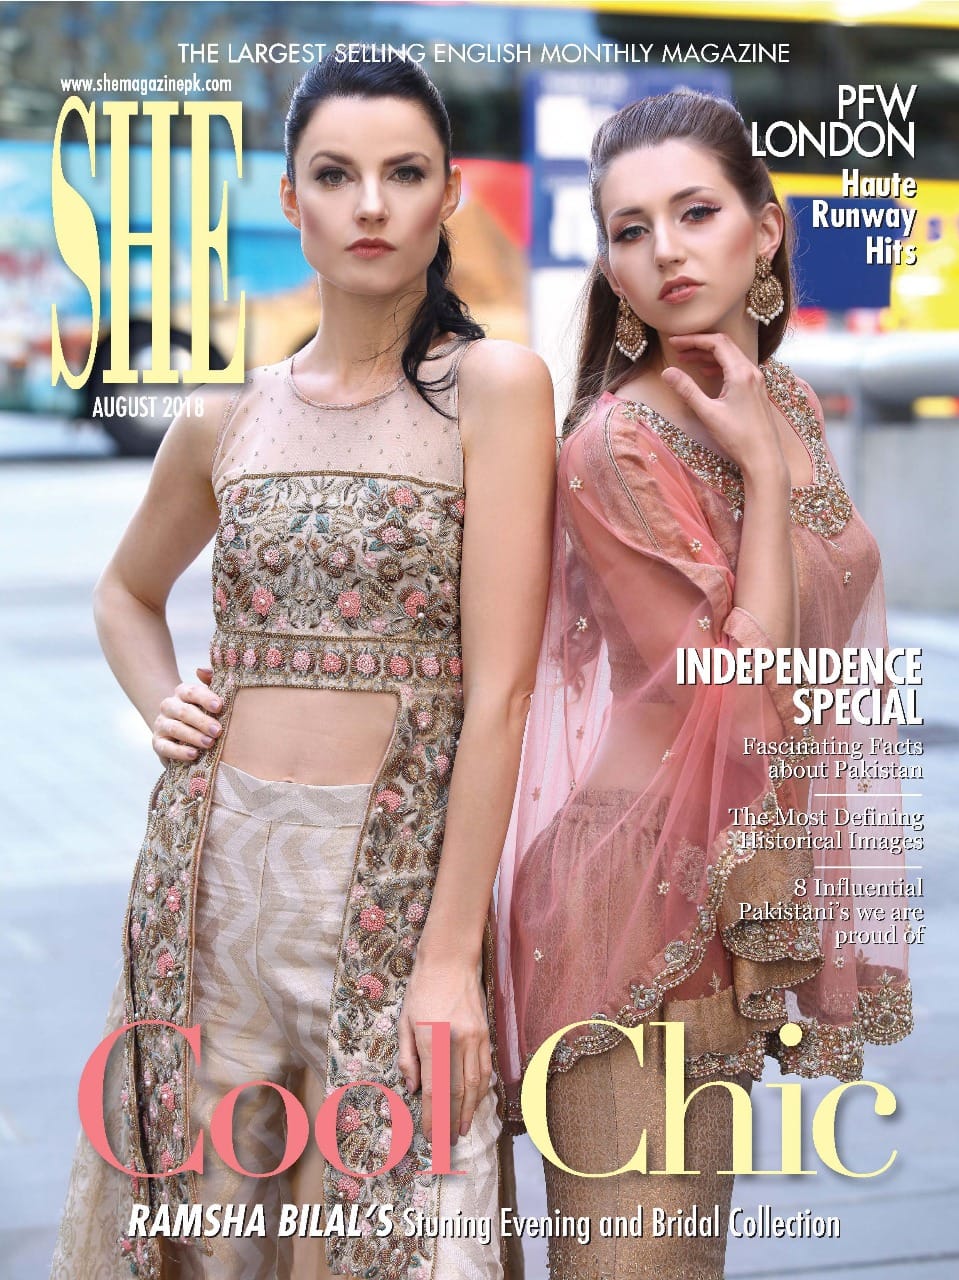 THE LARGEST SELLING ENGLISH MONTHLY MAGAZINE
www.shemagazinepk.com
SHE
AUGUST 2018
PFW
LONDON
Haute
Runway
Hits
INDEPENDENCE
SPECIAL
Fascinating Facts
about Pakistan
The Most Defining
Historical Images
8 Influential
Pakistani's we are
proud of
Cool Chic
RAMSHA BILAL'S Stuning Evening and Bridal Collection